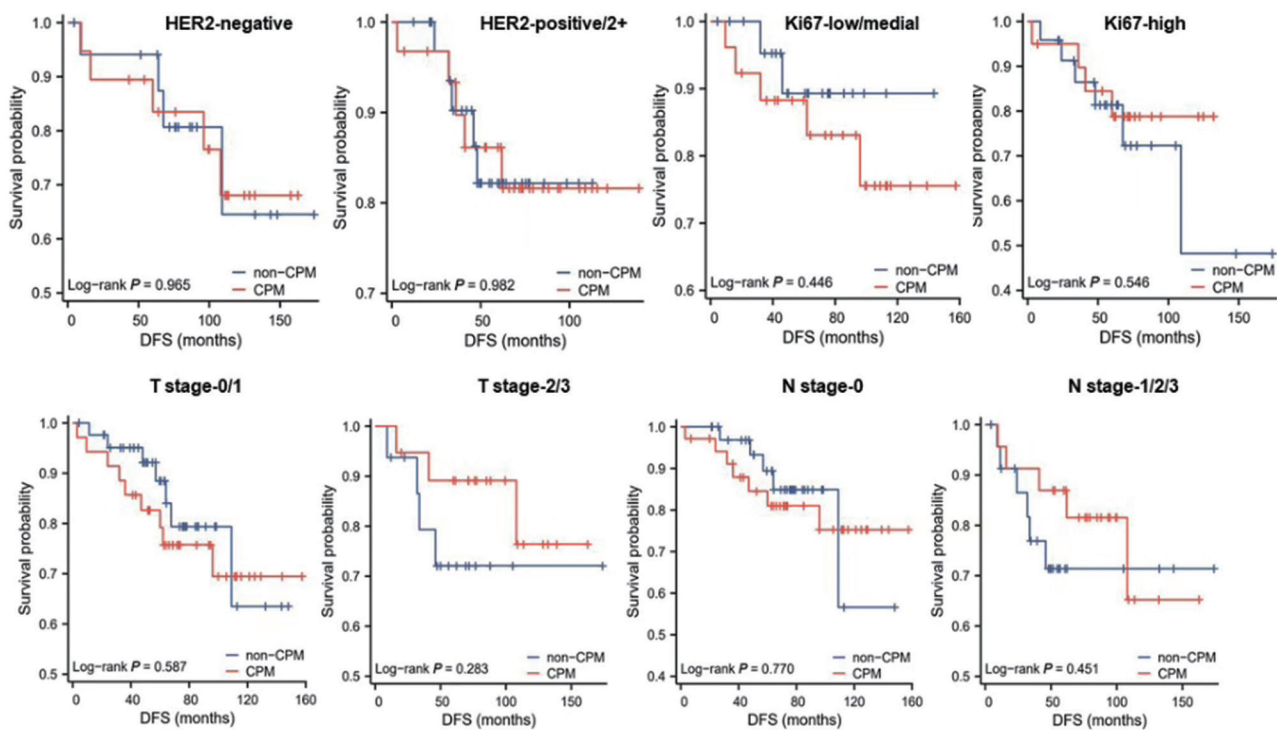 HER2-negative
Survival probability
1.0
0.9
0.8
0.7
0.6
0.5
non-CPM
CPM
Log-rank P = 0.965
0 50 100 150
DFS (months)
HER2-positive/2+
Survival probability
1.0
0.9
0.8
0.7
non-CPM
CPM
Log-rank P = 0.982
0 50 100
DFS (months)
Ki67-low/medial
Survival probability
1.0
0.9
0.8
0.7
0.6
non-CPM
CPM
Log-rank P = 0.446
0 40 80 120 160
DFS (months)
Ki67-high
Survival probability
1.0
0.9
0.8
0.7
0.6
0.5
0.4
non-CPM
CPM
Log-rank P = 0.546
0 50 100 150
DFS (months)
T stage-0/1
Survival probability
1.0
0.9
0.8
0.7
0.6
0.5
non-CPM
CPM
Log-rank P = 0.587
0 40 80 120 160
DFS (months)
T stage-2/3
Survival probability
1.0
0.9
0.8
0.7
0.6
0.5
non-CPM
CPM
Log-rank P = 0.283
0 50 100 150
DFS (months)
N stage-0
Survival probability
1.0
0.9
0.8
0.7
0.6
0.5
0.4
non-CPM
CPM
Log-rank P = 0.770
0 40 80 120 160
DFS (months)
N stage-1/2/3
Survival probability
1.0
0.9
0.8
0.7
0.6
0.5
non-CPM
CPM
Log-rank P = 0.451
0 50 100 150
DFS (months)